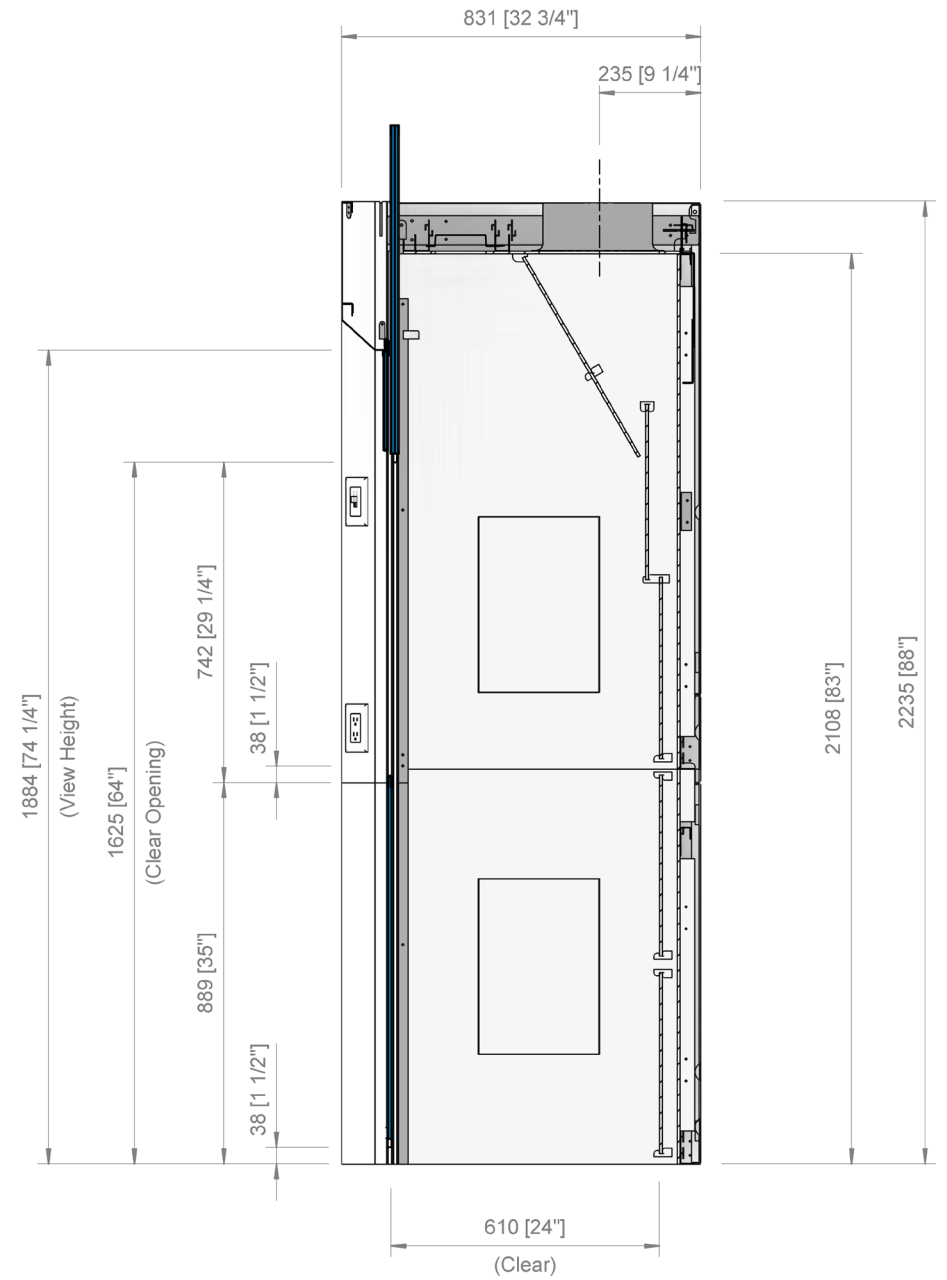 831 [32 3/4"]
235 [9 1/4"]
1884 [74 1/4"]
(View Height)
1625 [64"]
(Clear Opening)
742 [29 1/4"]
38 [1 1/2"]
889 [35"]
38 [1 1/2"]
2108 [83"]
2235 [88"]
610 [24"]
(Clear)